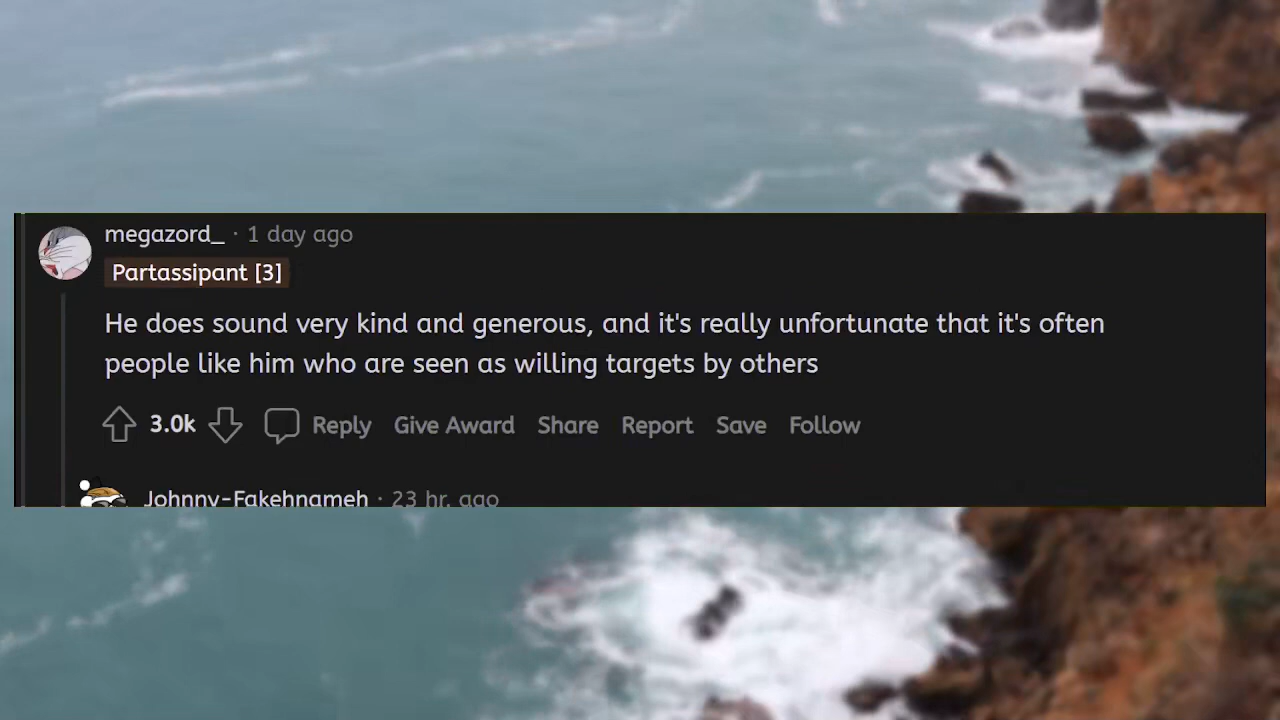 megazord_ · 1 day ago
Partassipant [3]
He does sound very kind and generous, and it's really unfortunate that it's often
people like him who are seen as willing targets by others
3.0k Reply Give Award Share Report Save Follow
Johnny-Fakehnameh · 23 hr. ago